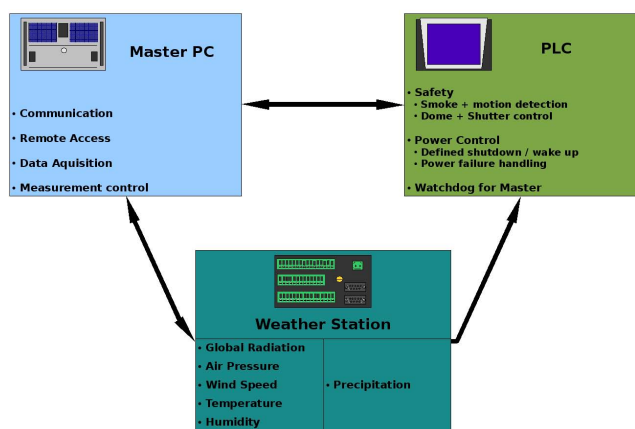 Master PC
• Communication
• Remote Access
• Data Aquisition
• Measurement control
PLC
• Safety
• Smoke + motion detection
• Dome + Shutter control
• Power Control
• Defined shutdown / wake up
• Power failure handling
• Watchdog for Master
Weather Station
• Global Radiation
• Air Pressure
• Wind Speed
• Temperature
• Humidity
• Precipitation